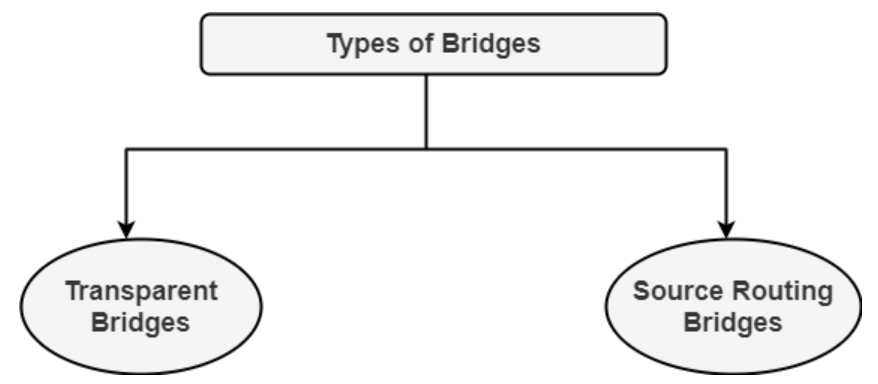 Types of Bridges
Transparent
Bridges
Source Routing
Bridges